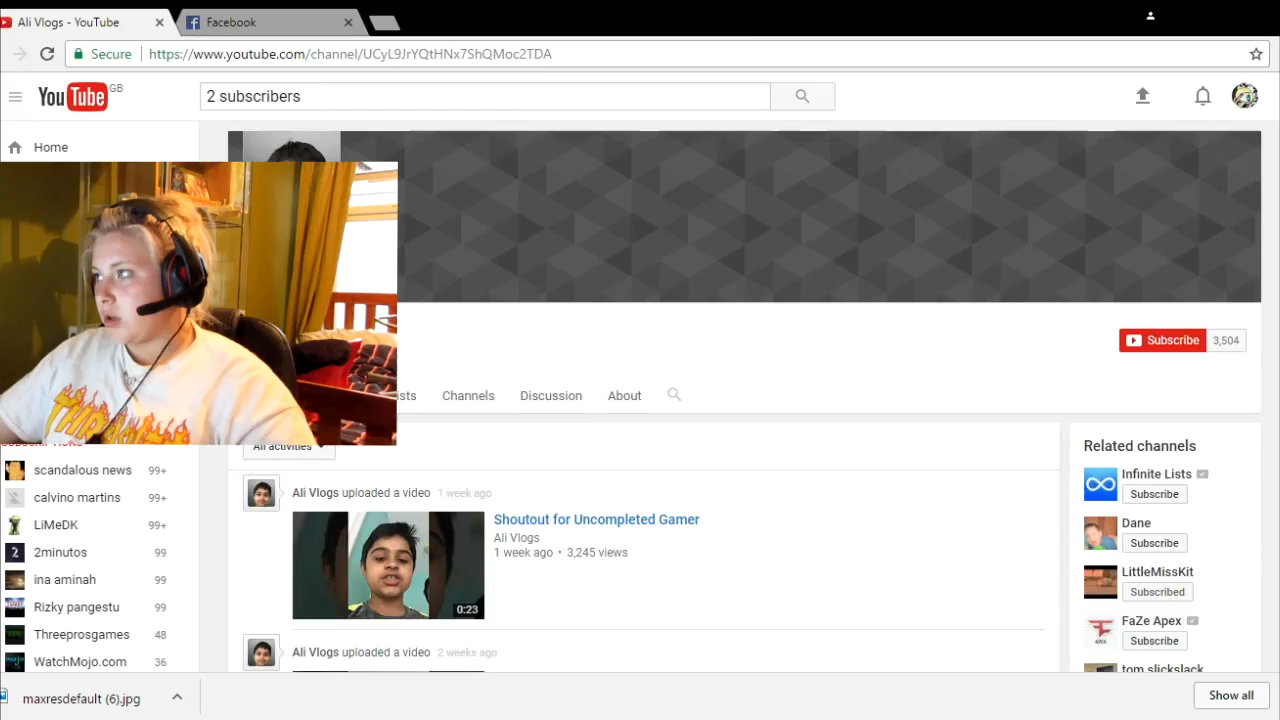 Ali Vlogs - YouTube
Facebook
Secure
https://www.youtube.com/channel/UCyL9JrYQtHNx7ShQMoc2TDA
YouTube GB
2 subscribers
Home
Subscribe 3,504
ists Channels Discussion About
All activities
scandalous news 99+
calvino martins 99+
LiMeDK 99+
2minutos 99
ina aminah 99
Rizky pangestu 99
Threeprosgames 48
WatchMojo.com 36
THRASHER
Ali Vlogs uploaded a video 1 week ago
Shoutout for Uncompleted Gamer
Ali Vlogs
1 week ago • 3,245 views
0:23
Ali Vlogs uploaded a video 2 weeks ago
Related channels
Infinite Lists
Subscribe
Dane
Subscribe
LittleMissKit
Subscribed
FaZe Apex
Subscribe
tom slickslack
maxresdefault (6).jpg
Show all